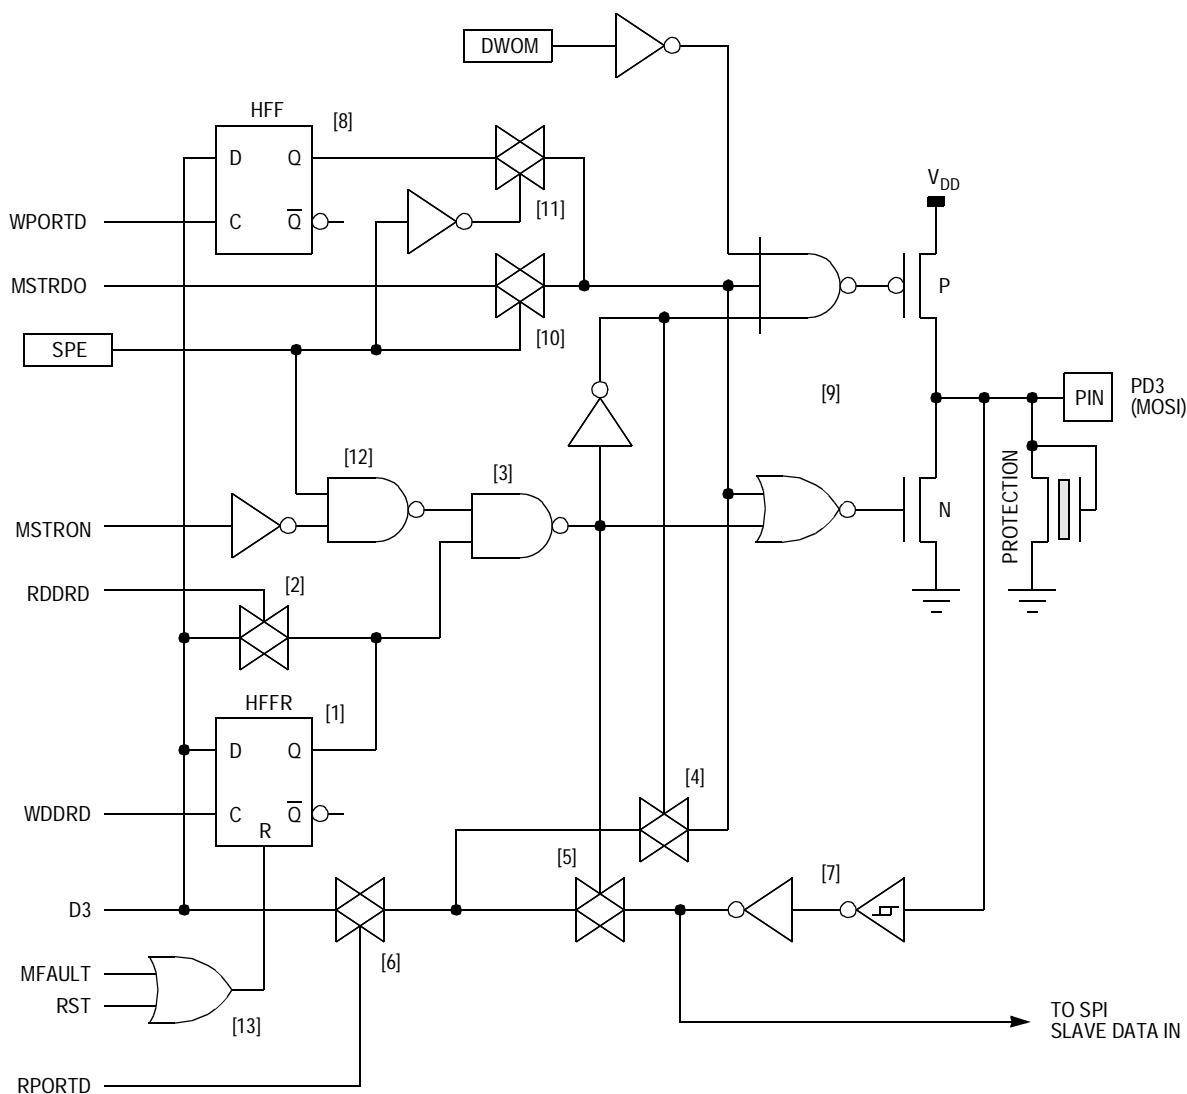 DWOM
HFF
[8]
D
Q
WPORTD
C
Q
[11]
VDD
MSTRDO
P
SPE
[10]
[9]
PIN
PD3
(MOSI)
[12]
[3]
MSTRON
N
PROTECTION
RDDRD
[2]
HFFR
[1]
D
Q
[4]
WDDRD
C
Q
R
[5]
[7]
D3
[6]
MFAULT
RST
[13]
TO SPI
SLAVE DATA IN
RPORTD